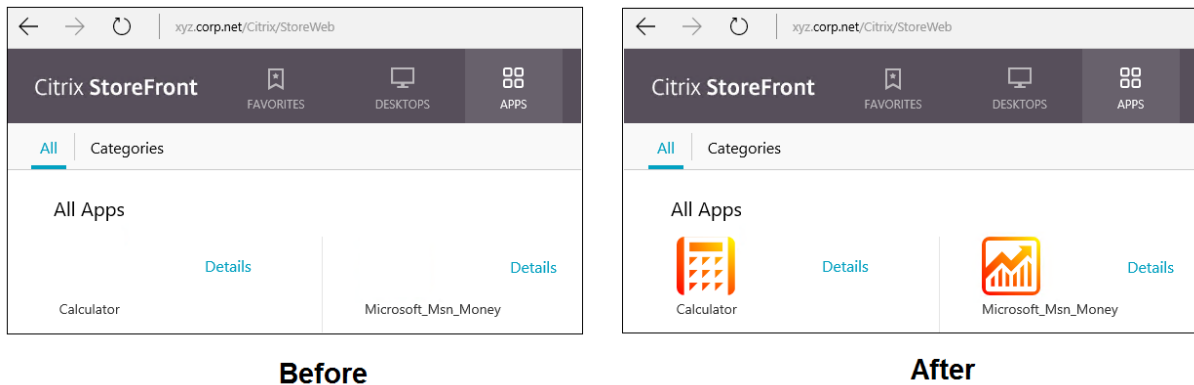 xyz.corp.net/Citrix/StoreWeb
Citrix StoreFront
FAVORITES
DESKTOPS
APPS
All
Categories
All Apps
Details
Details
Calculator
Microsoft_Msn_Money
Before
xyz.corp.net/Citrix/StoreWeb
Citrix StoreFront
FAVORITES
DESKTOPS
APPS
All
Categories
All Apps
Details
Details
Calculator
Microsoft_Msn_Money
After